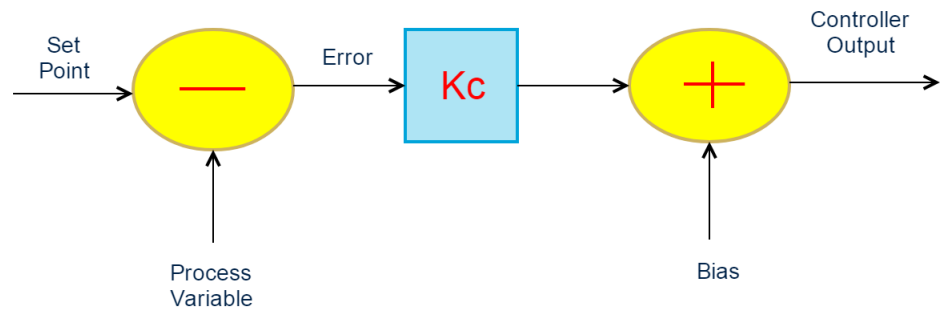 Set
Point
Error
Kc
Controller
Output
Process
Variable
Bias